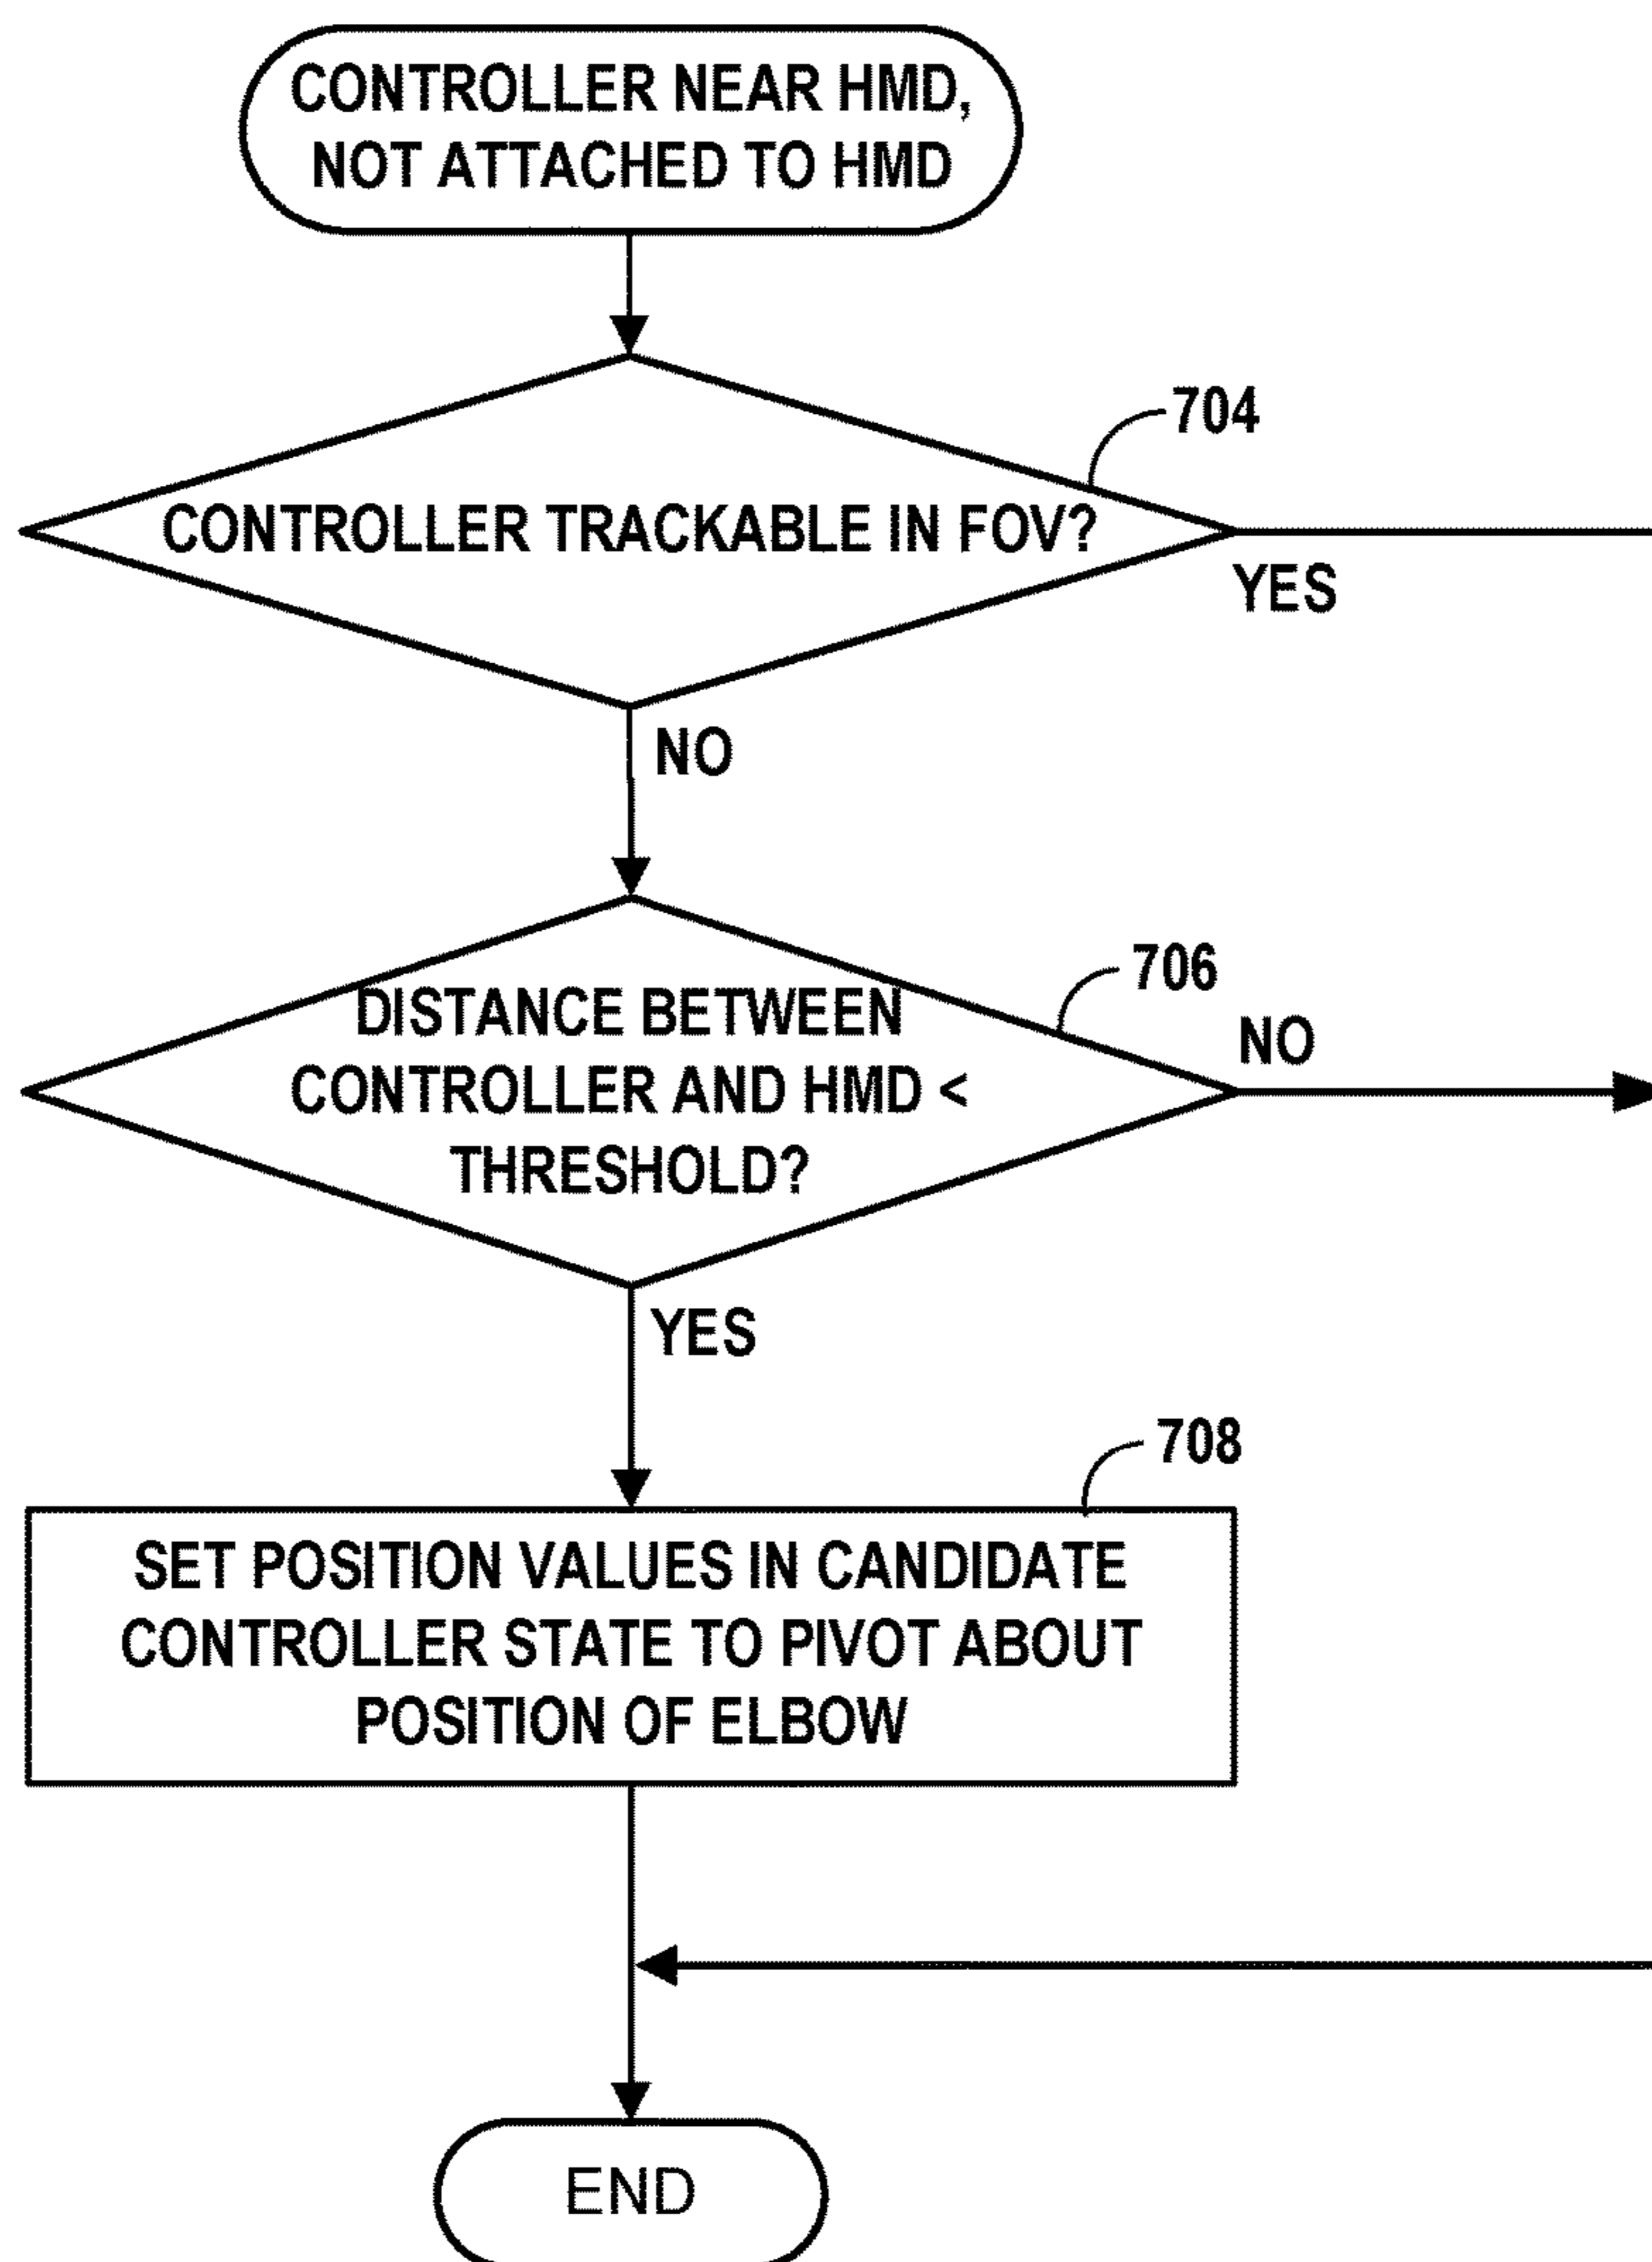 CONTROLLER NEAR HMD,
NOT ATTACHED TO HMD
704
CONTROLLER TRACKABLE IN FOV?
YES
NO
706
DISTANCE BETWEEN
CONTROLLER AND HMD <
THRESHOLD?
NO
YES
708
SET POSITION VALUES IN CANDIDATE
CONTROLLER STATE TO PIVOT ABOUT
POSITION OF ELBOW
END